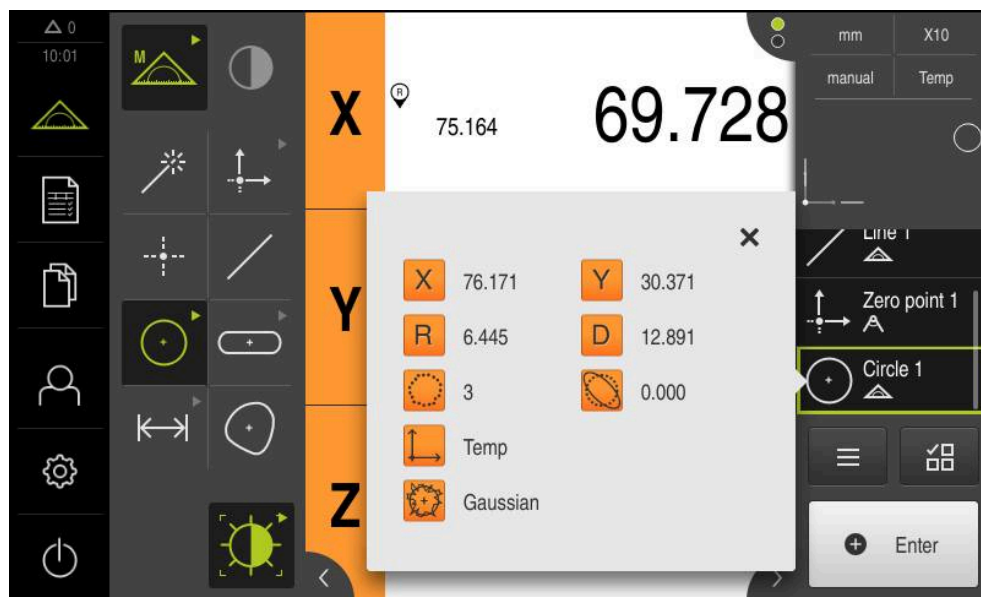 0
10:01
M
X
R
75.164
69.728
mm
X10
manual
Temp
X
76.171
Y
30.371
R
6.445
D
12.891
3
0.000
Temp
Gaussian
Y
Z
Line 1
Zero point 1
Circle 1
Enter